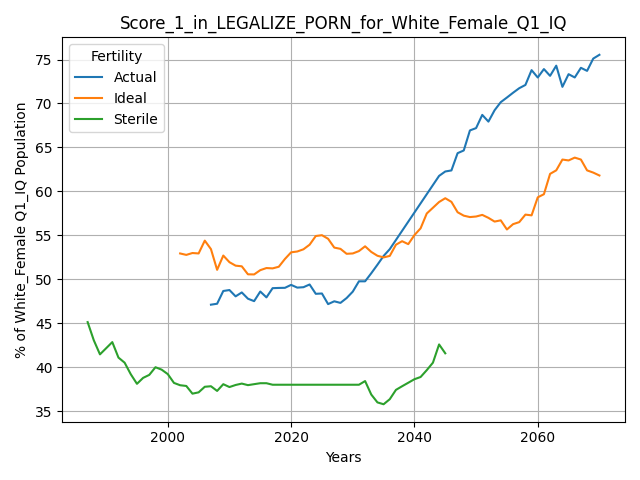 Score_1_in_LEGALIZE_PORN_for_White_Female_Q1_IQ
% of White_Female Q1_IQ Population
75
70
65
60
55
50
45
40
35
Fertility
Actual
Ideal
Sterile
2000 2020 2040 2060
Years